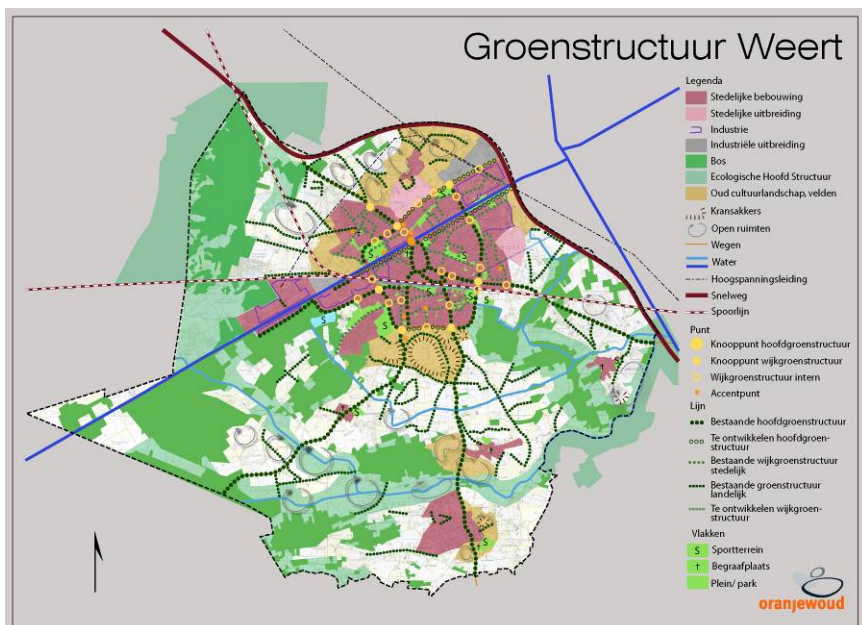 Groenstructuur Weert
Legenda
Stedelijke bebouwing
Stedelijke uitbreiding
Industrie
Industriële uitbreiding
Bos
Ecologische Hoofd Structuur
Oud cultuurlandschap, velden
Kransakkers
Open ruimten
Wegen
Water
Hoogspanningsleiding
Snelweg
Spoorlijn
Punt
Knooppunt hoofdgroenstructuur
Knooppunt wijkgroenstructuur
Wijkgroenstructuur intern
Accentpunt
Lijn
Bestaande hoofdgroenstructuur
Te ontwikkelen hoofdgroen-
structuur
Bestaande wijkgroenstructuur
stedelijk
Bestaande groenstructuur
landelijk
Te ontwikkelen wijkgroen-
structuur
Vlakken
S Sportterrein
† Begraafplaats
Plein/ park
oranjewoud